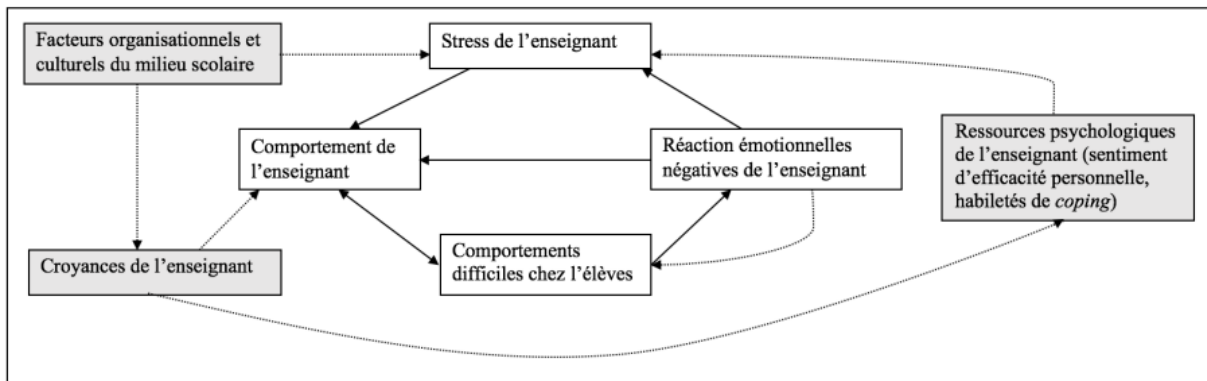 Facteurs organisationnels et
culturels du milieu scolaire
Stress de l’enseignant
Comportement de
l’enseignant
Réaction émotionnelles
négatives de l’enseignant
Ressources psychologiques
de l’enseignant (sentiment
d’efficacité personnelle,
habiletés de coping)
Croyances de l’enseignant
Comportements
difficiles chez l’élèves